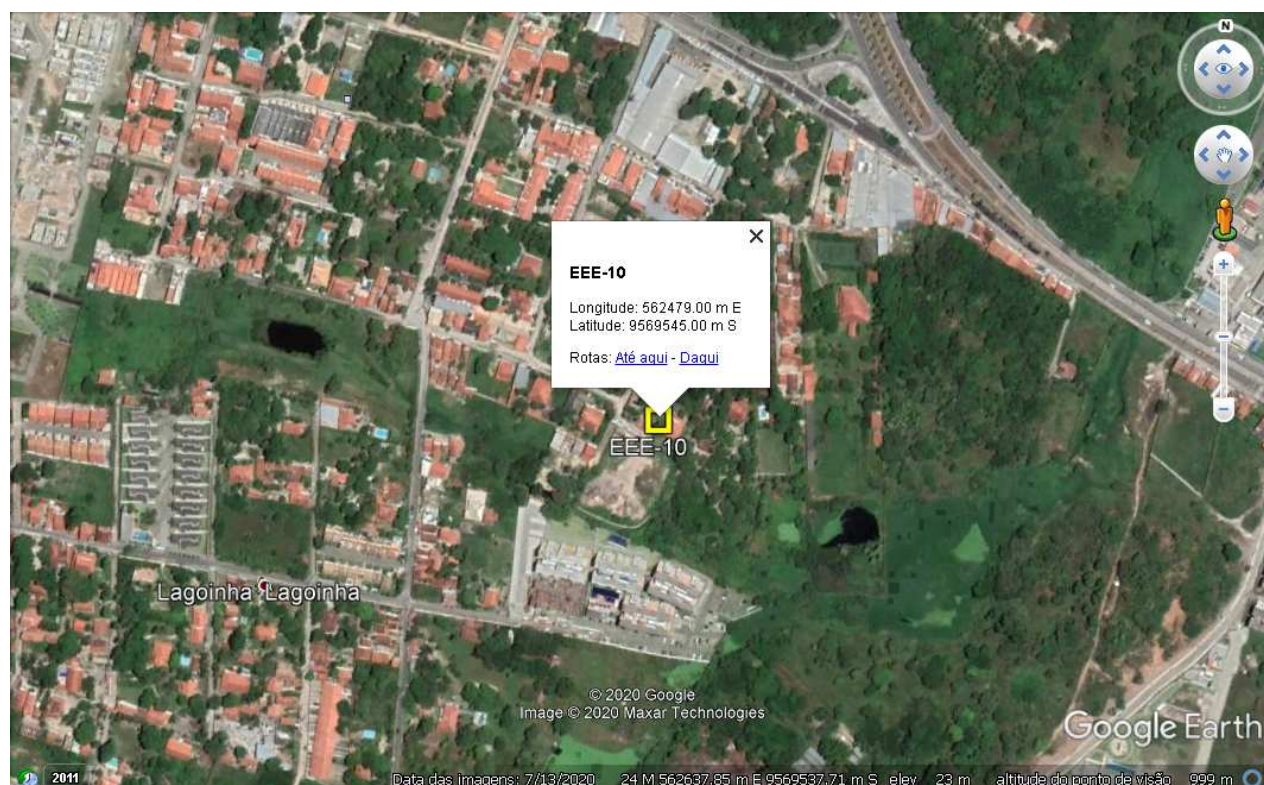 N
EEE-10
Longitude: 562479.00 m E
Latitude: 9569545.00 m S
Rotas: Até aqui - Daqui
EEE-10
Lagoinha Lagoinha
© 2020 Google
Image © 2020 Maxar Technologies
Google Earth
2011
Data das imagens: 7/13/2020 24 M 562637.85 m E 9569537.71 m S elev 23 m altitude do ponto de visão 999 m